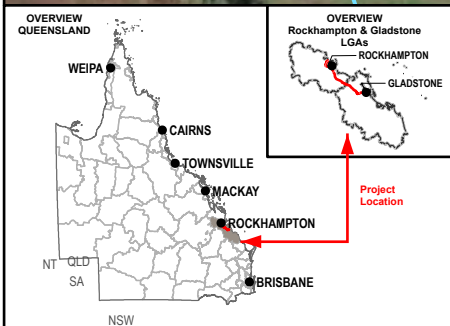 OVERVIEW
QUEENSLAND
WEIPA
CAIRNS
TOWNSVILLE
MACKAY
ROCKHAMPTON
BRISBANE
NT
QLD
SA
NSW
OVERVIEW
Rockhampton & Gladstone
LGAs
ROCKHAMPTON
GLADSTONE
Project
Location